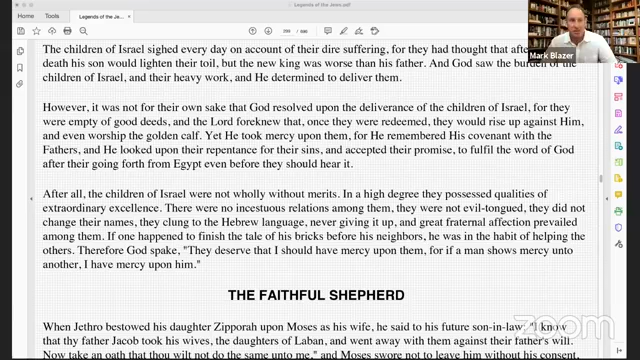 Home
Tools
Legends of the Je...
Legends of the Jews.pdf
The children of Israel sighed every day on account of their dire suffering, for they had thought that after
death his son would lighten their toil, but the new king was worse than his father. And God saw the burden of the
children of Israel, and their heavy work, and He determined to deliver them.
However, it was not for their own sake that God resolved upon the deliverance of the children of Israel, for they
were empty of good deeds, and the Lord foreknew that, once they were redeemed, they would rise up against Him,
and even worship the golden calf. Yet He took mercy upon them, for He remembered His covenant with the
Fathers, and He looked upon their repentance for their sins, and accepted their promise, to fulfil the word of God
after their going forth from Egypt even before they should hear it.
After all, the children of Israel were not wholly without merits. In a high degree they possessed qualities of
extraordinary excellence. There were no incestuous relations among them, they were not evil-tongued, they did not
change their names, they clung to the Hebrew language, never giving it up, and great fraternal affection prevailed
among them. If one happened to finish the tale of his bricks before his neighbors, he was in the habit of helping the
others. Therefore God spake, "They deserve that I should have mercy upon them, for if a man shows mercy unto
another, I have mercy upon him."
THE FAITHFUL SHEPHERD
When Jethro bestowed his daughter Zipporah upon Moses as his wife, he said to his future son-in-law: "I know
that thy father Jacob took his wives, the daughters of Laban, and went away with them against their father's will.
Now take an oath that thou wilt not do the same unto me," and Moses swore not to leave him without his consent,
Mark Blazer
zoom